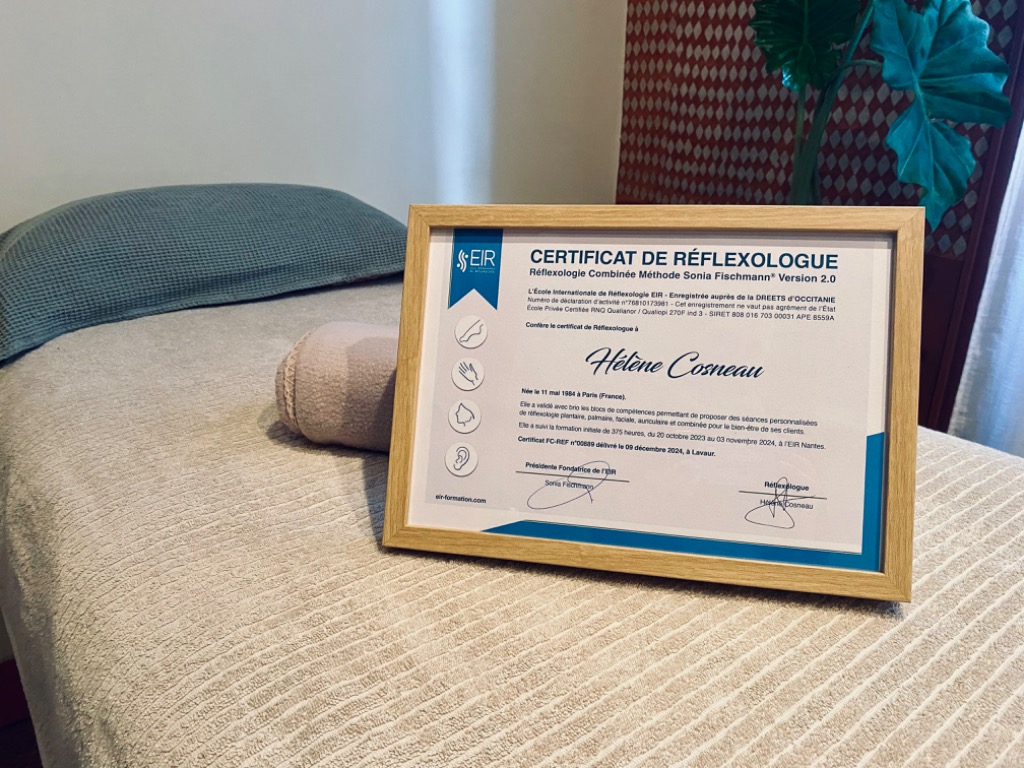 EIR
CERTIFICAT DE RÉFLEXOLOGUE
Réflexologie Combinée Méthode Sonia Fischmann® Version 2.0
L'École Internationale de Réflexologie EIR - Enregistrée auprès de la DREETS d'OCCITANIE
Numéro de déclaration d'activité n°76810173981 - Cet enregistrement ne vaut pas agrément de l'État
École Privée Certifiée RNQ Qualianor / Qualiopi 270F ind 3 - SIRET 808 016 703 00031 APE 8559A
Confère le certificat de Réflexologue à
Hélène Cosneau
Née le 11 mai 1984 à Paris (France).
Elle a validé avec brio les blocs de compétences permettant de proposer des séances personnalisées
de réflexologie plantaire, palmaire, faciale, auriculaire et combinée pour le bien-être de ses clients.
Elle a suivi la formation initiale de 375 heures, du 20 octobre 2023 au 03 novembre 2024, à l'EIR Nantes.
Certificat FC-REF n°00889 délivré le 09 décembre 2024, à Lavaur.
Présidente Fondatrice de l'EIR
Sonia Fischmann
Réflexologue
Hélène Cosneau
eir-formation.com